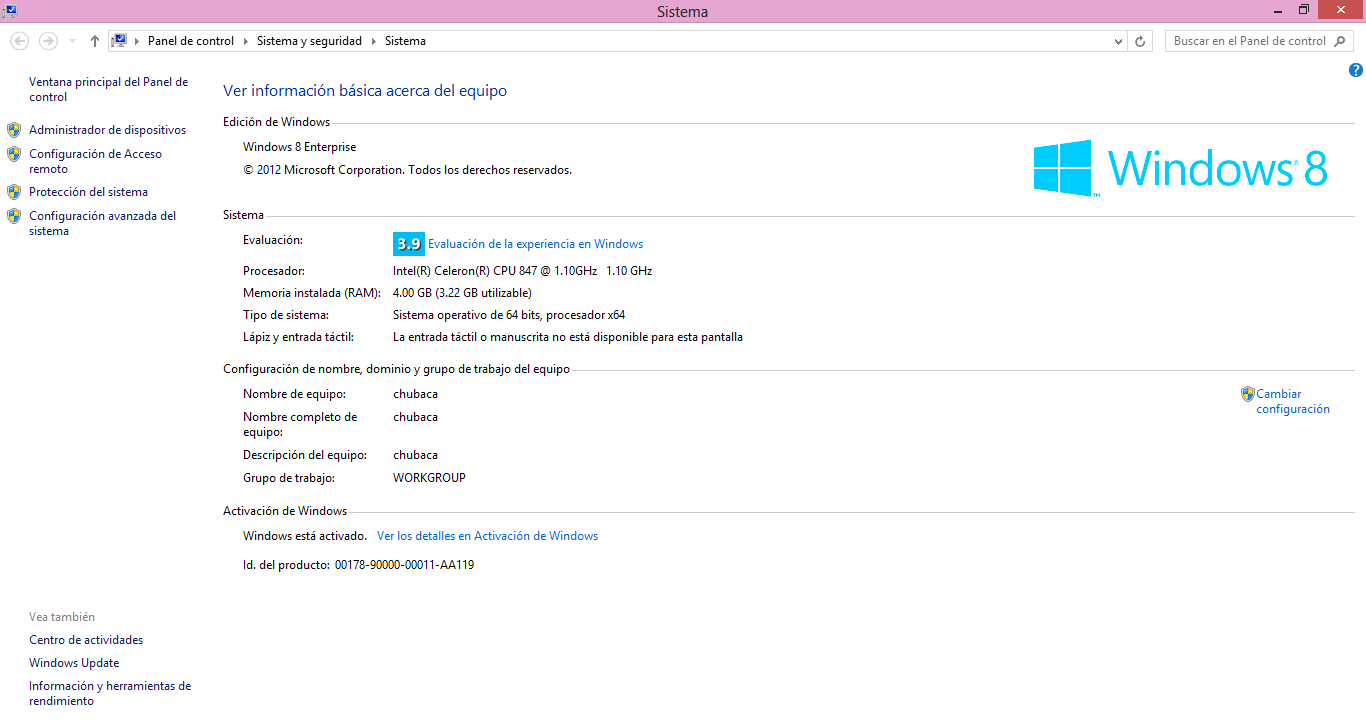 Sistema
Panel de control Sistema y seguridad Sistema
Buscar en el Panel de control
?
Ventana principal del Panel de
control
Administrador de dispositivos
Configuración de Acceso
remoto
Protección del sistema
Configuración avanzada del
sistema
Ver información básica acerca del equipo
Edición de Windows
Windows 8 Enterprise
© 2012 Microsoft Corporation. Todos los derechos reservados.
Windows® 8
™
Sistema
Evaluación: 3.9 Evaluación de la experiencia en Windows
Procesador: Intel(R) Celeron(R) CPU 847 @ 1.10GHz 1.10 GHz
Memoria instalada (RAM): 4.00 GB (3.22 GB utilizable)
Tipo de sistema: Sistema operativo de 64 bits, procesador x64
Lápiz y entrada táctil: La entrada táctil o manuscrita no está disponible para esta pantalla
Configuración de nombre, dominio y grupo de trabajo del equipo
Nombre de equipo: chubaca
Cambiar
configuración
Nombre completo de
equipo:
chubaca
Descripción del equipo: chubaca
Grupo de trabajo: WORKGROUP
Activación de Windows
Windows está activado. Ver los detalles en Activación de Windows
Id. del producto: 00178-90000-00011-AA119
Vea también
Centro de actividades
Windows Update
Información y herramientas de
rendimiento